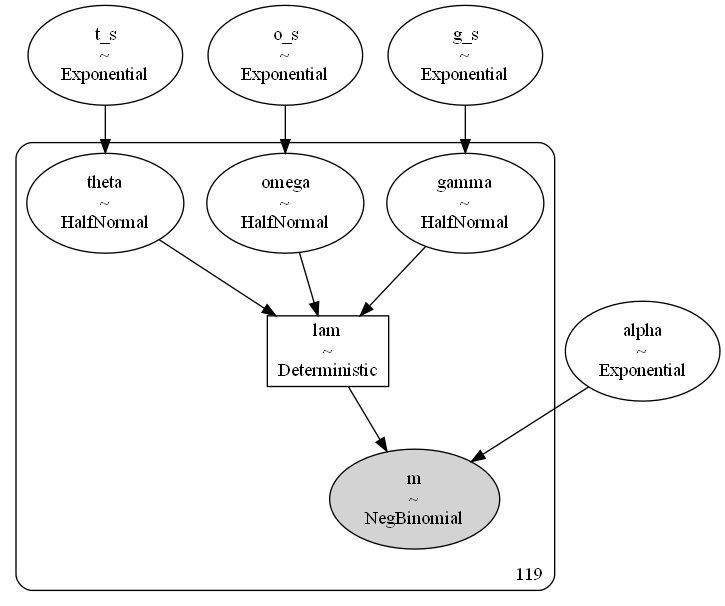 t_s
~
Exponential
o_s
~
Exponential
g_s
~
Exponential
theta
~
HalfNormal
omega
~
HalfNormal
gamma
~
HalfNormal
lam
~
Deterministic
alpha
~
Exponential
m
~
NegBinomial
119